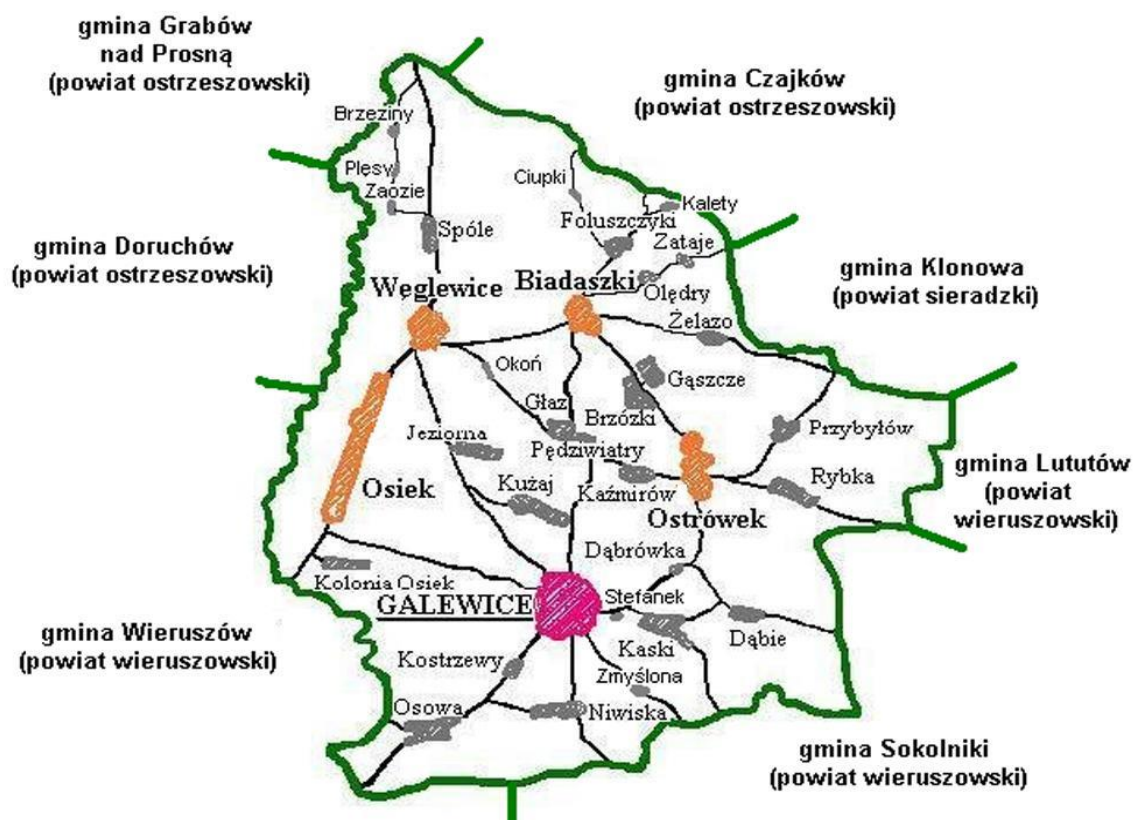 gmina Grabów
nad Prosną
(powiat ostrzeszowski)
gmina Czajków
(powiat ostrzeszowski)
Brzeziny
Plesy
Zaozie
Spóle
Ciupki
Kalety
Foluszczyki
Zataje
gmina Doruchów
(powiat ostrzeszowski)
gmina Klonowa
(powiat sieradzki)
Węglewice
Biadaszki
Olędry
Żelazo
Okoń
Gąszcze
Głaz
Brzózki
Jeziorna
Pędziwiatry
Przybyłów
Osiek
Kużaj
Kaźmirów
Rybka
gmina Lututów
(powiat
wieruszowski)
Ostrówek
Dąbrówka
Kolonia Osiek
GALEWICE
Stefanek
gmina Wieruszów
(powiat wieruszowski)
Kostrzewy
Kaski
Dąbie
Zmyślona
Osowa
Niwiska
gmina Sokolniki
(powiat wieruszowski)